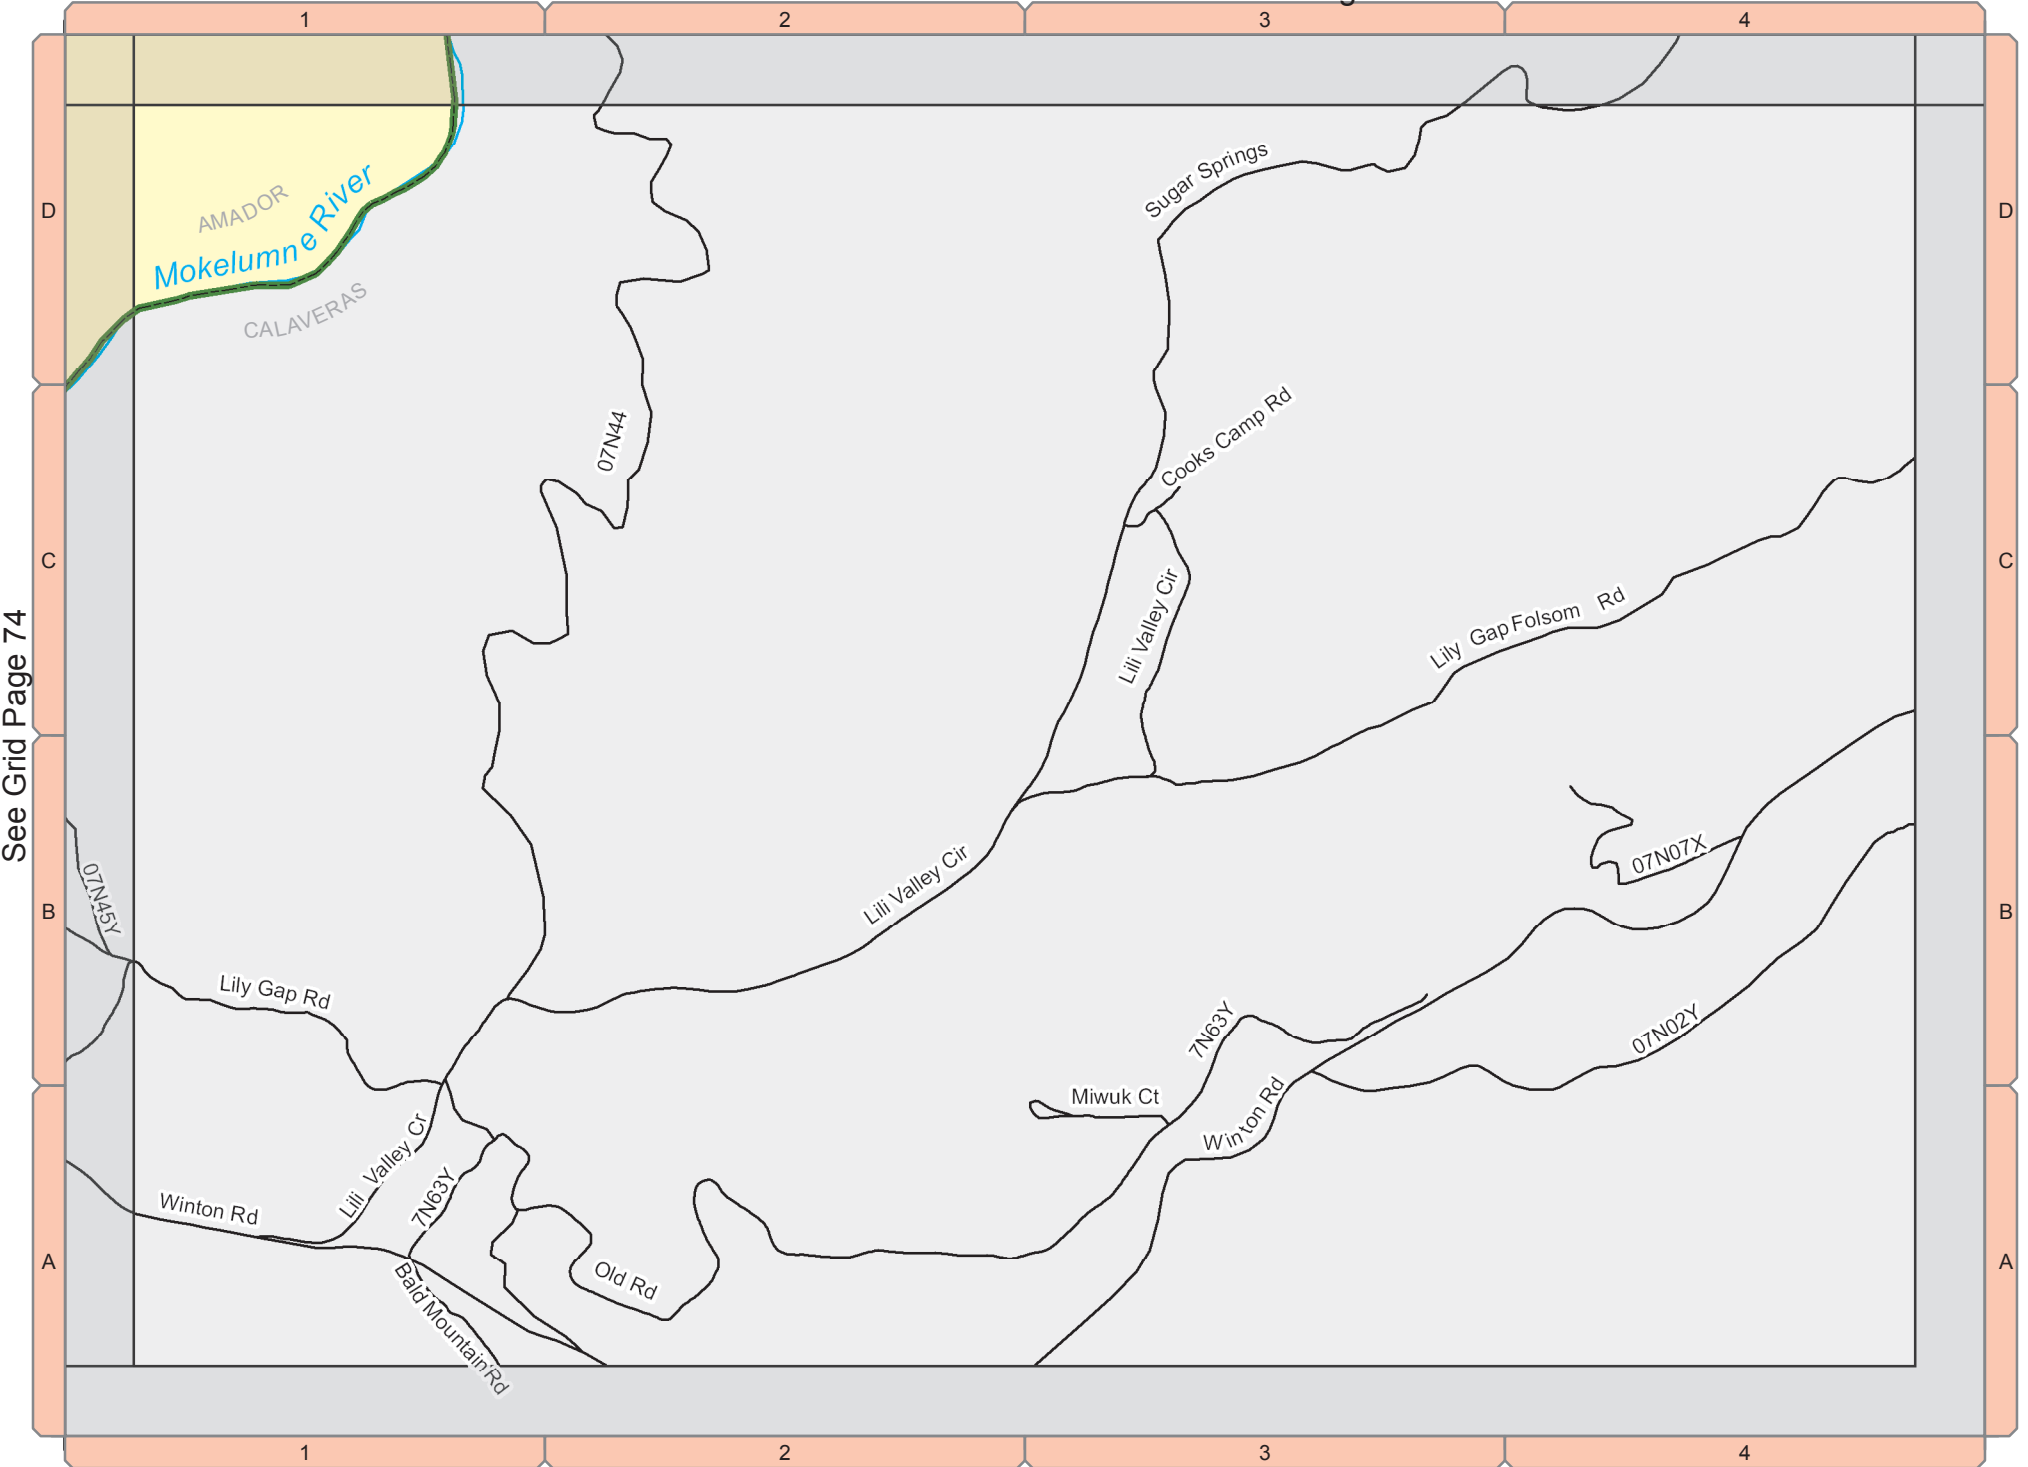 1
2
3
4
D
D
Sugar Springs
AMADOR
Mokelumne River
CALAVERAS
Cooks Camp Rd
07N44
C
C
Lili Valley Cir
Lily Gap Folsom Rd
See Grid Page 74
07N07X
Lili Valley Cir
07N45Y
B
B
Lily Gap Rd
7N63Y
07N02Y
Miwuk Ct
Winton Rd
Lili Valley Cr
7N63Y
Winton Rd
A
A
Old Rd
Bald Mountain Rd
1
2
3
4